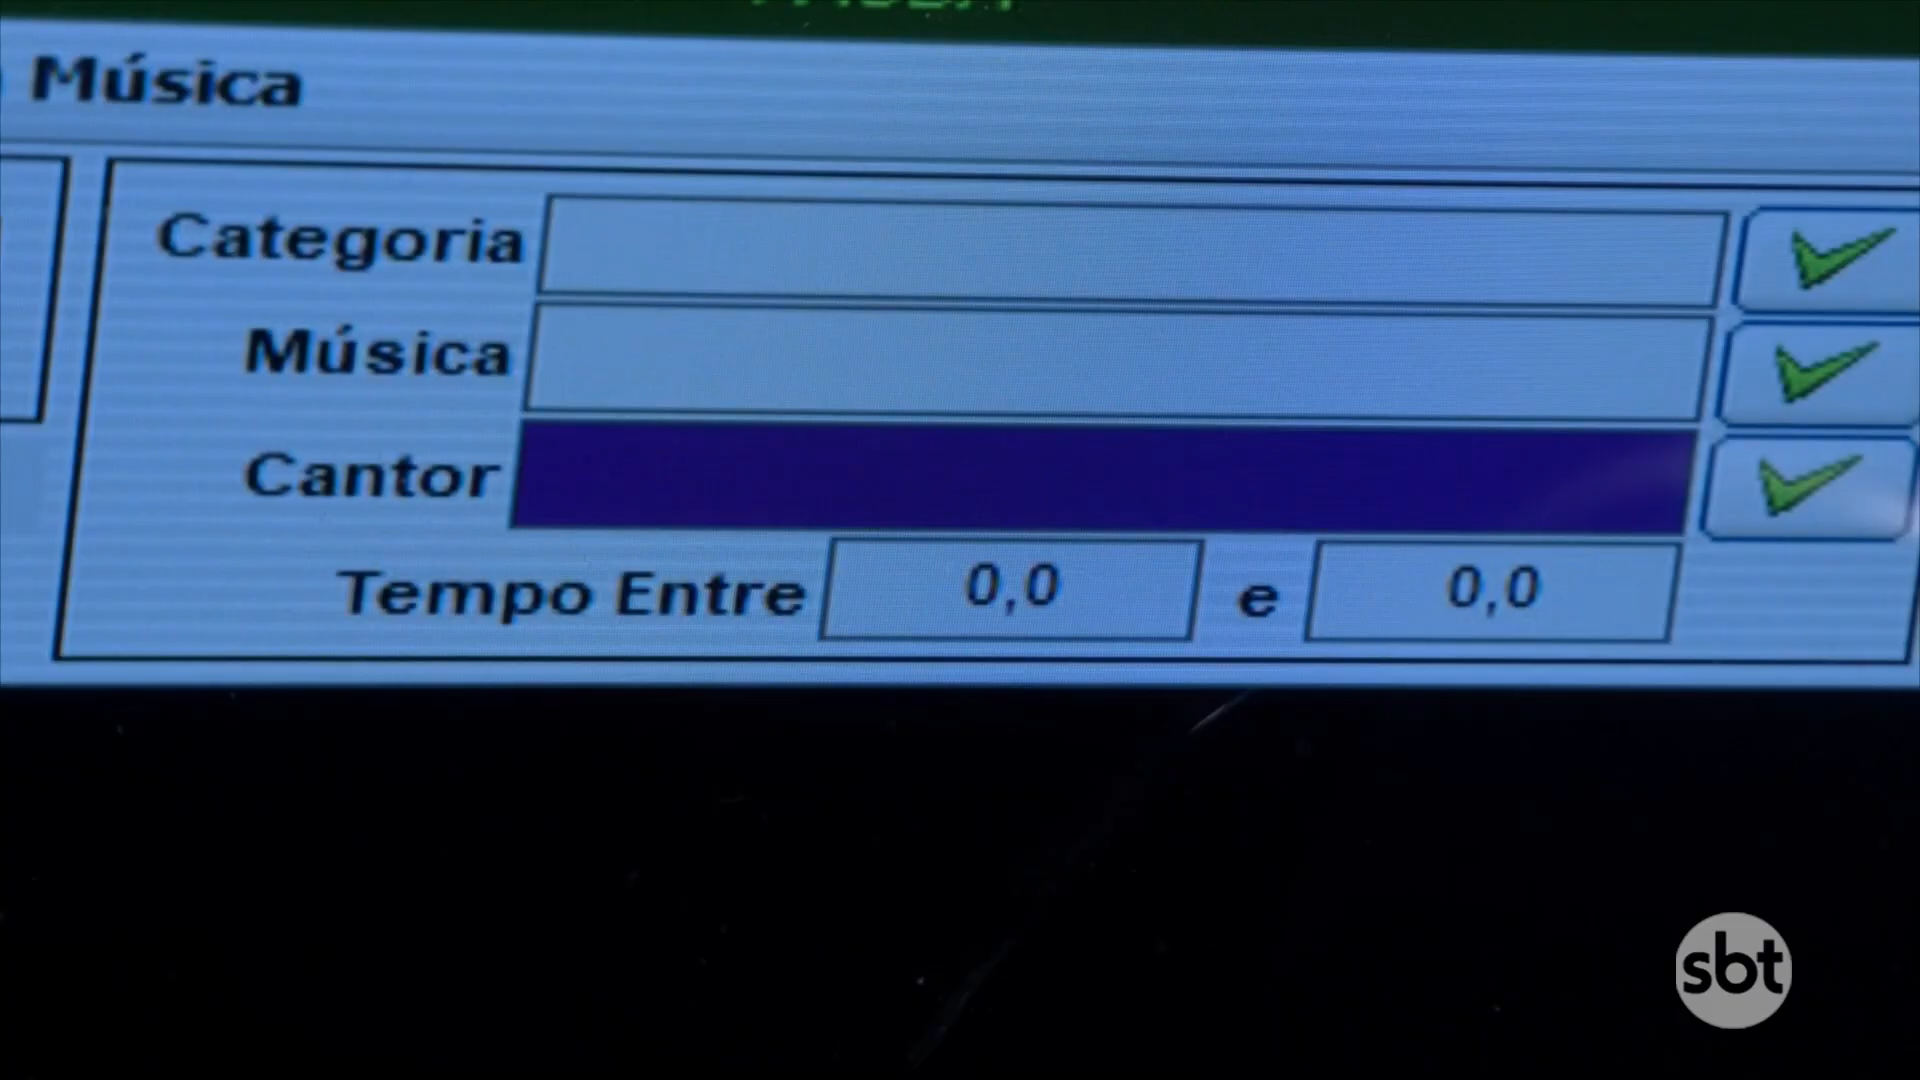 Música
Categoria
Música
Cantor
Tempo Entre 0,0 e 0,0
sbt